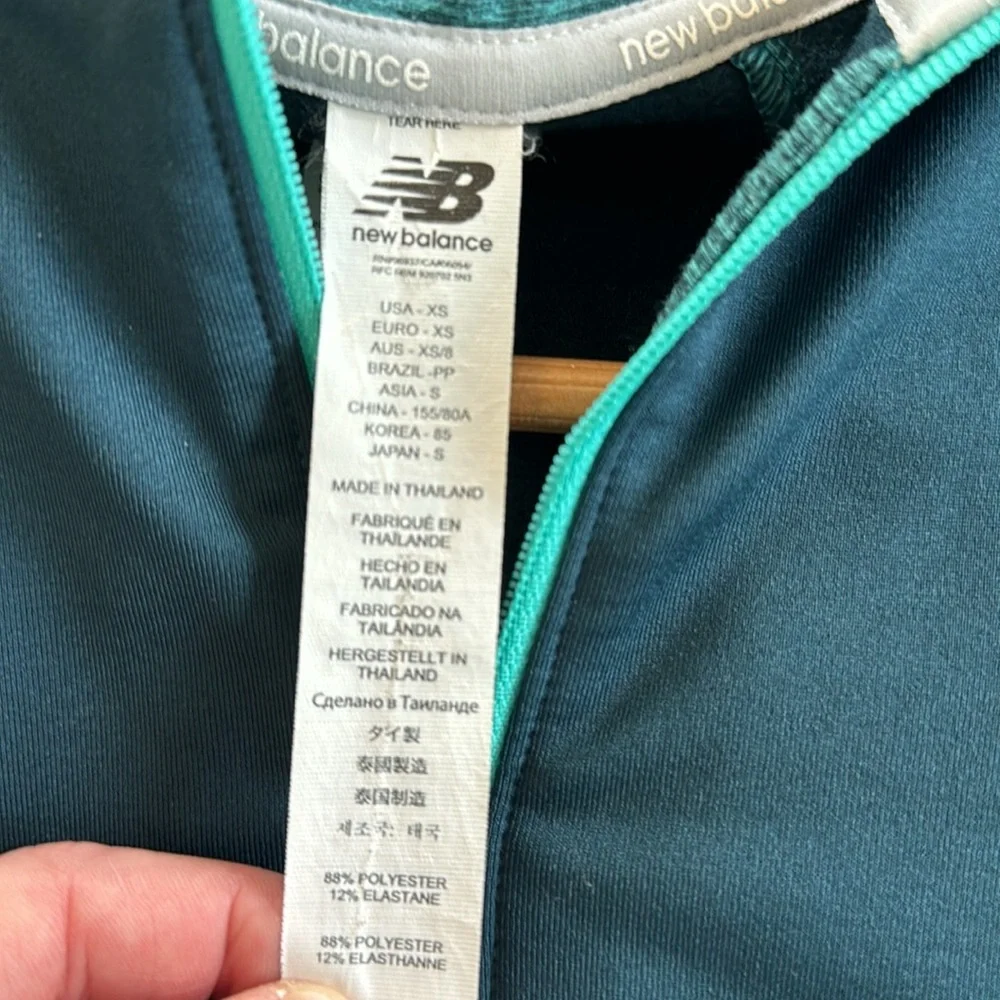 balance
new bal
TEAR HERE
NB
new balance
USA - XS
EURO - XS
AUS - XS/8
BRAZIL -PP
ASIA - S
CHINA - 155/80A
KOREA - 85
JAPAN - S
MADE IN THAILAND
FABRIQUÉ EN
THAÏLANDE
HECHO EN
TAILANDIA
FABRICADO NA
TAILÂNDIA
HERGESTELLT IN
THAILAND
Сделано в Таиланде
タイ製
泰國製造
泰国制造
제조국: 태국
88% POLYESTER
12% ELASTANE
88% POLYESTER
12% ELASTHANNE